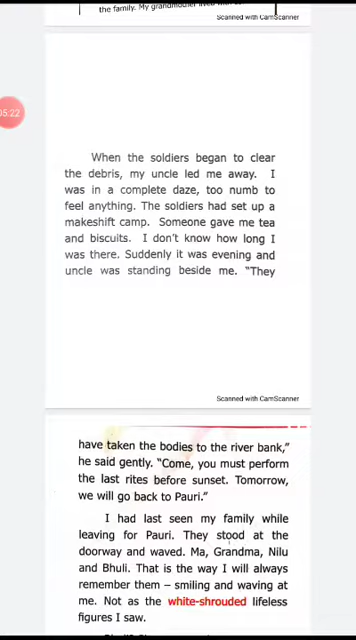 the family. My grandmother lived with
Scanned with CamScanner
05:22
When the soldiers began to clear
the debris, my uncle led me away. I
was in a complete daze, too numb to
feel anything. The soldiers had set up a
makeshift camp. Someone gave me tea
and biscuits. I don't know how long I
was there. Suddenly it was evening and
uncle was standing beside me. "They
Scanned with CamScanner
have taken the bodies to the river bank,"
he said gently. "Come, you must perform
the last rites before sunset. Tomorrow,
we will go back to Pauri."
I had last seen my family while
leaving for Pauri. They stood at the
doorway and waved. Ma, Grandma, Nilu
and Bhuli. That is the way I will always
remember them – smiling and waving at
me. Not as the white-shrouded lifeless
figures I saw.